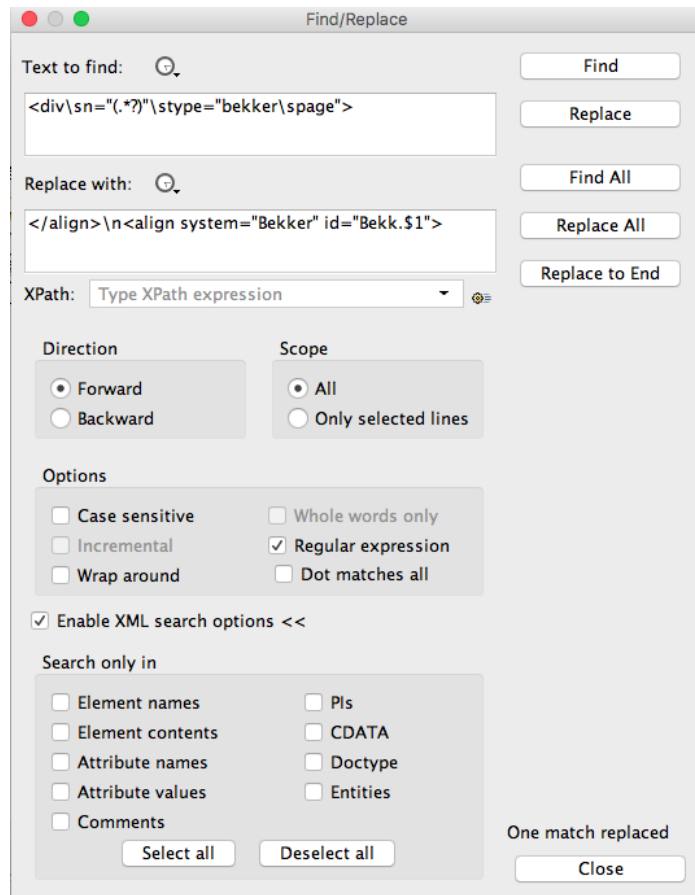 Find/Replace
Text to find:
Find
<div\sn="(.*?)"\stype="bekker\spage">
Replace
Replace with:
Find All
</align>\n<align system="Bekker" id="Bekk.$1">
Replace All
Replace to End
XPath: Type XPath expression
Direction Scope
Forward All
Backward Only selected lines
Options
Case sensitive Whole words only
Incremental Regular expression
Wrap around Dot matches all
Enable XML search options <<
Search only in
Element names PIs
Element contents CDATA
Attribute names Doctype
Attribute values Entities
Comments
Select all Deselect all
One match replaced
Close